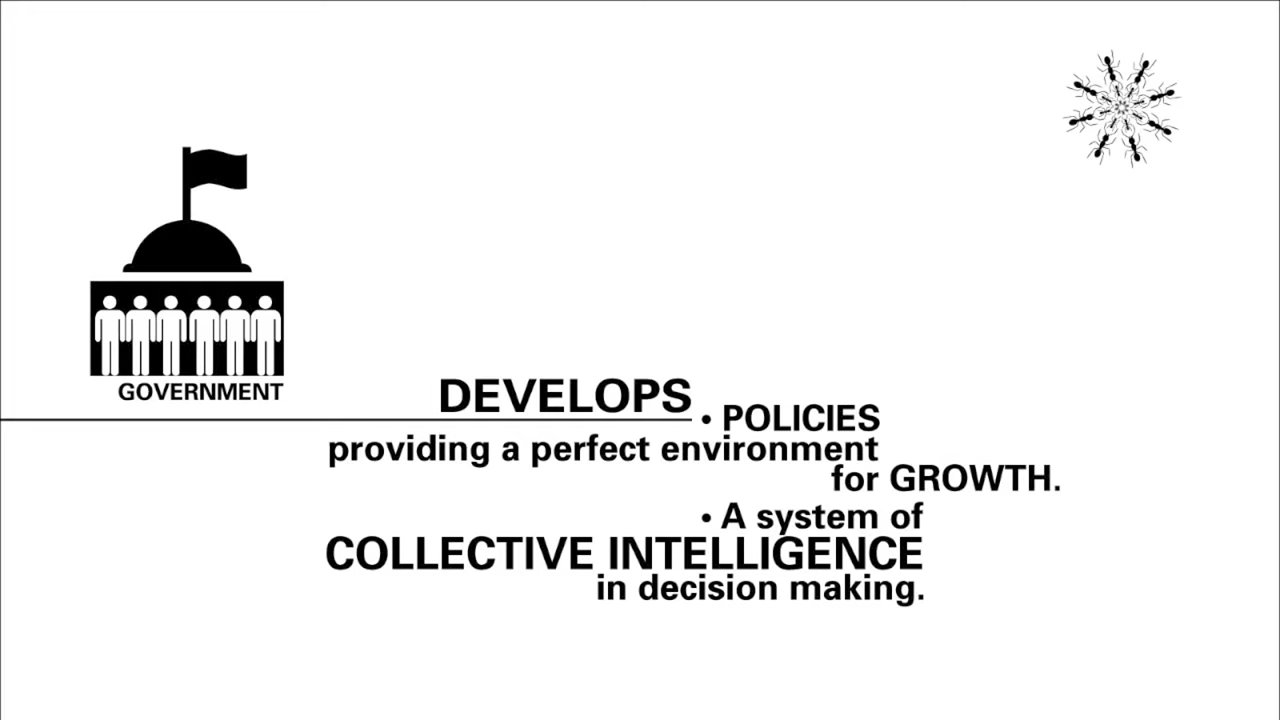 GOVERNMENT
DEVELOPS
• POLICIES
providing a perfect environment
for GROWTH.
• A system of
COLLECTIVE INTELLIGENCE
in decision making.